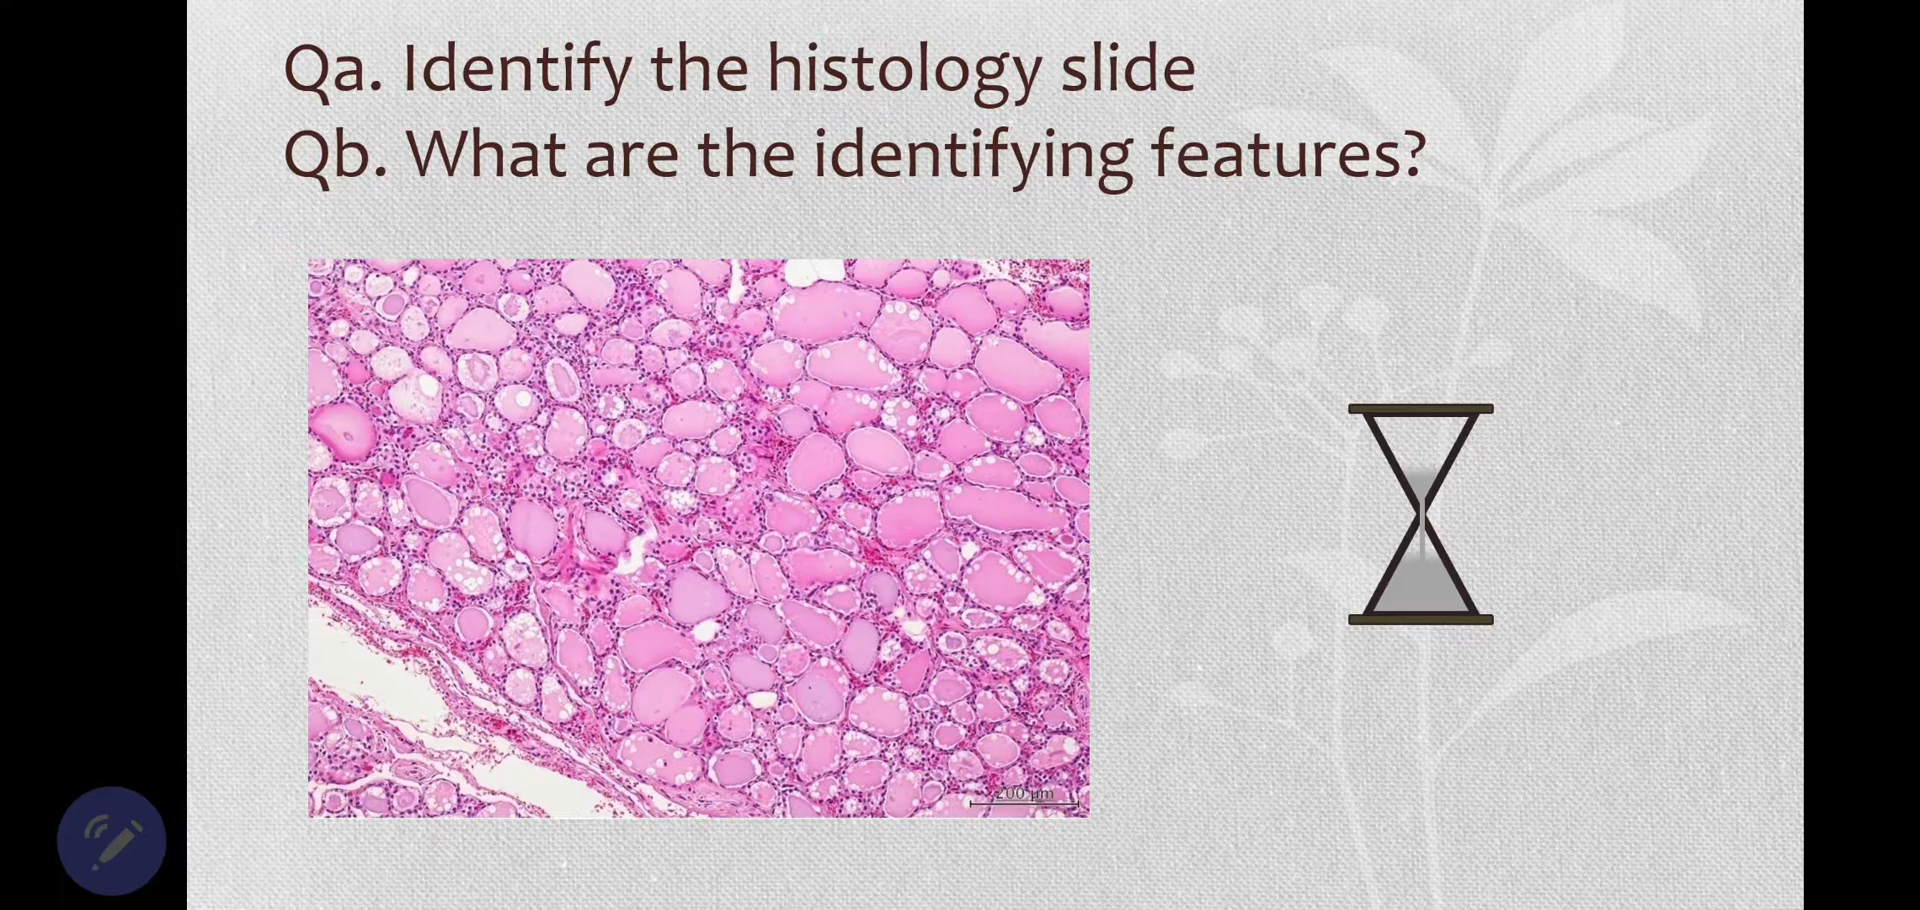 Qa. Identify the histology slide
Qb. What are the identifying features?
200 µm